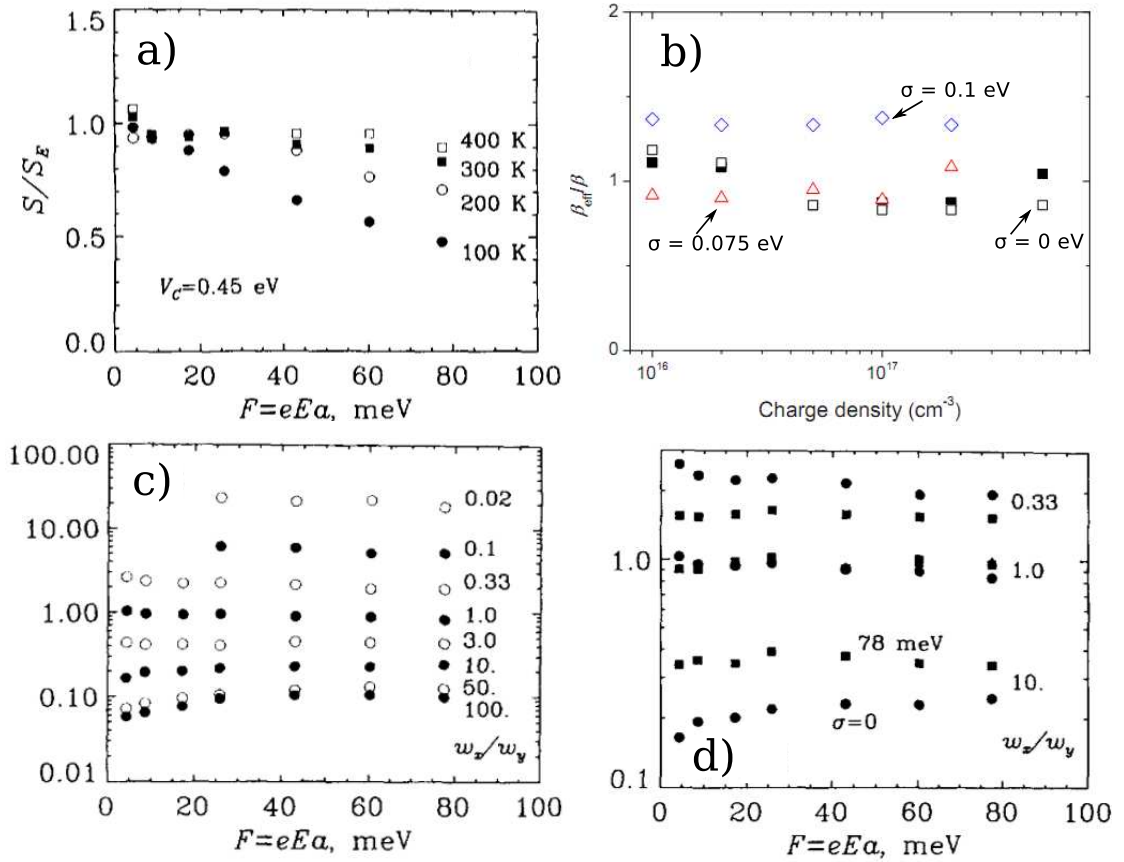 a)
1.5
1.0
0.5
0.0
S/S_E
400 K
300 K
200 K
100 K
V_C=0.45 eV
0 20 40 60 80 100
F=eEa, meV
b)
2
1
0
β_eff/β
σ = 0.1 eV
σ = 0.075 eV
σ = 0 eV
10^16 10^17
Charge density (cm^-3)
c)
100.00
10.00
1.00
0.10
0.01
0.02
0.1
0.33
1.0
3.0
10.
50.
100.
w_x/w_y
0 20 40 60 80 100
F=eEa, meV
d)
1.0
0.1
0.33
1.0
78 meV
10.
σ=0
w_x/w_y
0 20 40 60 80 100
F=eEa, meV